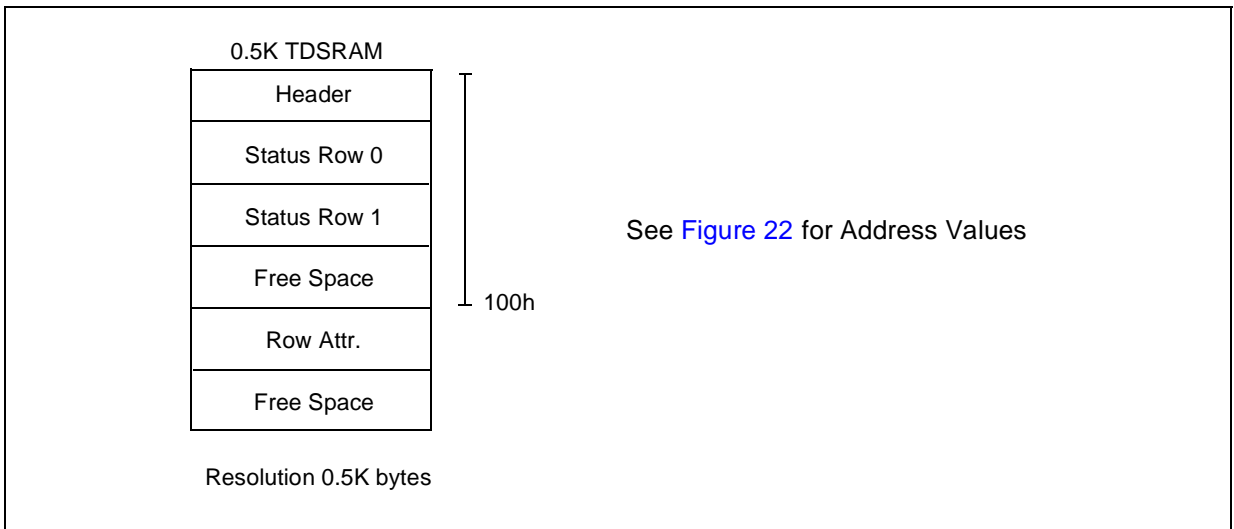 0.5K TDSRAM
Header
Status Row 0
Status Row 1
See Figure 22 for Address Values
Free Space
100h
Row Attr.
Free Space
Resolution 0.5K bytes